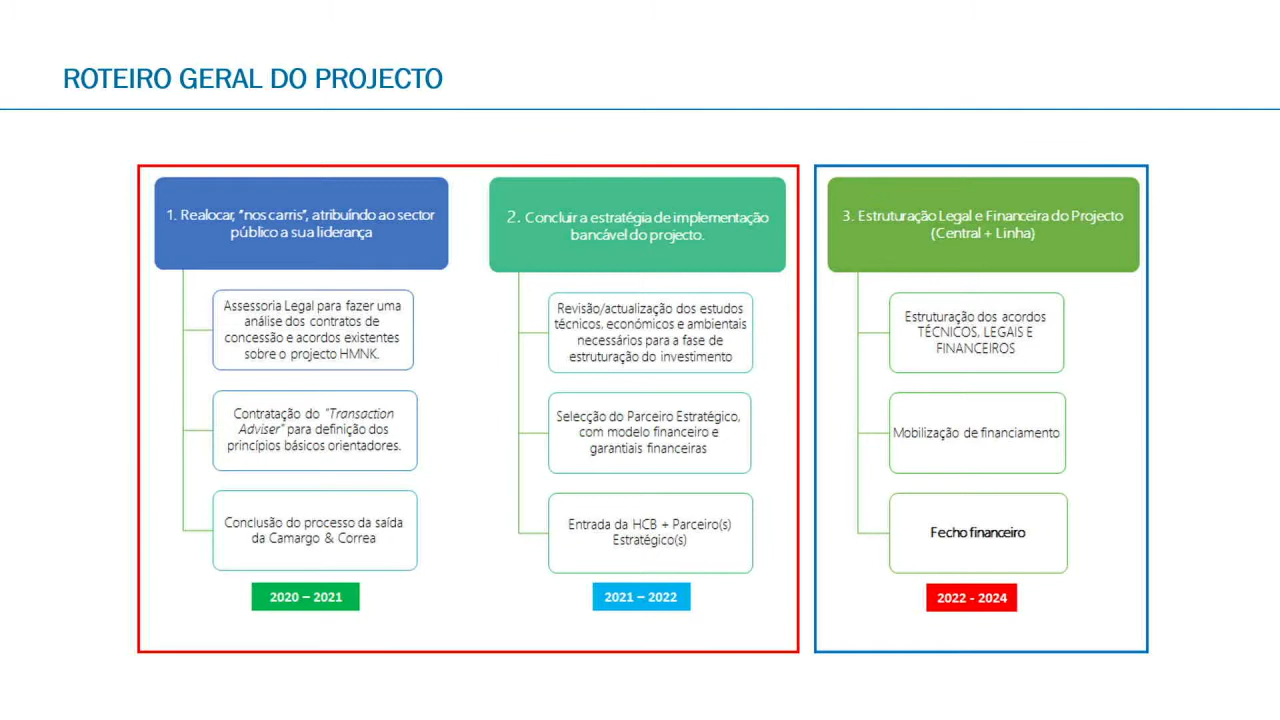 ROTEIRO GERAL DO PROJECTO
1. Realocar, "nos carris", atribuíndo ao sector
público a sua liderança
Assessoria Legal para fazer uma
análise dos contratos de
concessão e acordos existentes
sobre o projecto HMNK.
Contratação do "Transaction
Adviser" para definição dos
princípios básicos orientadores.
Conclusão do processo da saída
da Camargo & Correa
2020 – 2021
2. Concluir a estratégia de implementação
bancável do projecto.
Revisão/actualização dos estudos
técnicos, económicos e ambientais
necessários para a fase de
estruturação do investimento
Selecção do Parceiro Estratégico,
com modelo financeiro e
garantiais financeiras
Entrada da HCB + Parceiro(s)
Estratégico(s)
2021 – 2022
3. Estruturação Legal e Financeira do Projecto
(Central + Linha)
Estruturação dos acordos
TÉCNICOS, LEGAIS E
FINANCEIROS
Mobilização de financiamento
Fecho financeiro
2022 - 2024